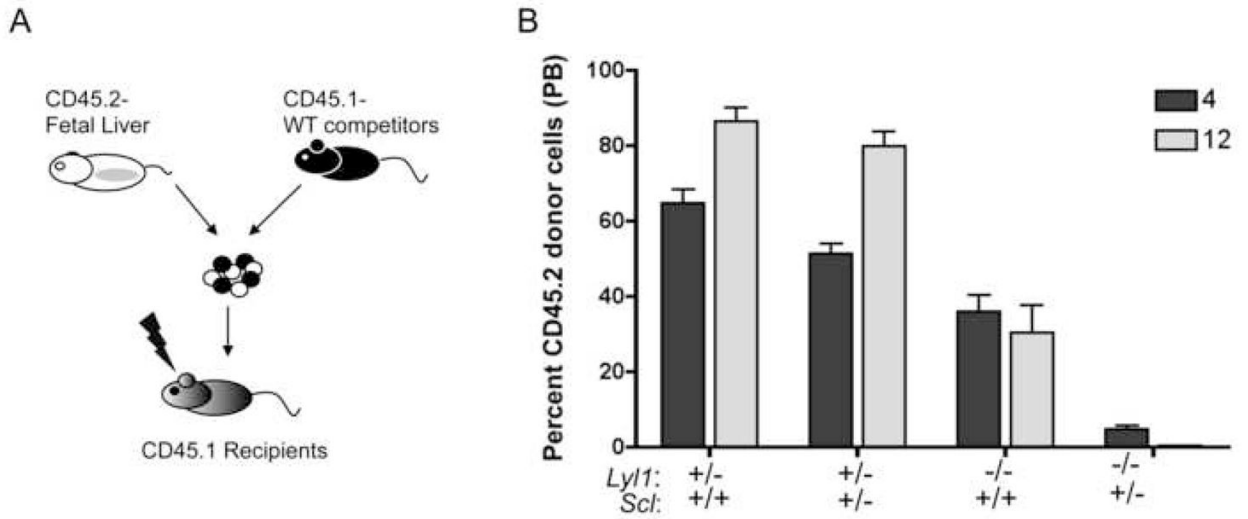 A
CD45.2-
Fetal Liver
CD45.1-
WT competitors
CD45.1 Recipients
B
Percent CD45.2 donor cells (PB)
100
80
60
40
20
0
4
12
Lyl1: +/- +/- -/- -/-
Scl: +/+ +/- +/+ +/-